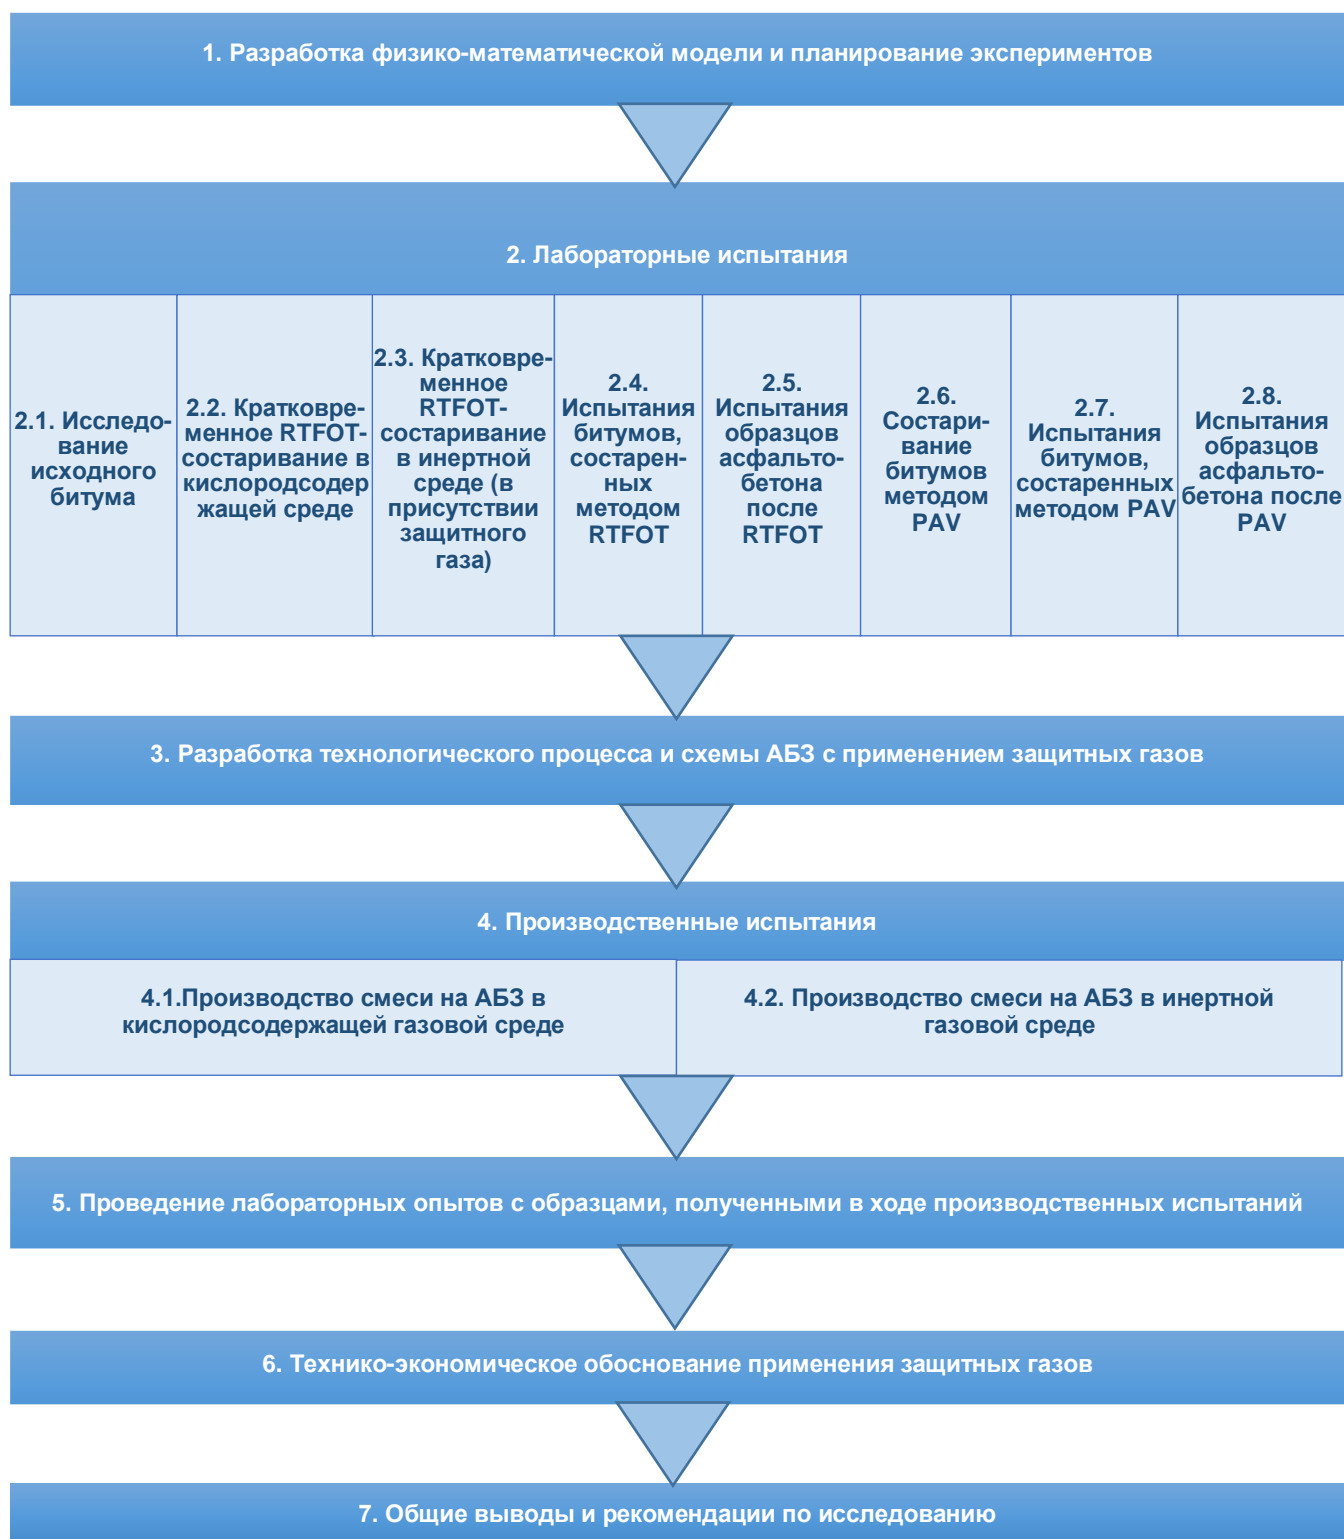 1. Разработка физико-математической модели и планирование экспериментов
2. Лабораторные испытания
2.1. Исследо-
вание
исходного
битума
2.2. Кратковре-
менное RTFOT-
состаривание в
кислородсодер
жащей среде
2.3. Кратковре-
менное
RTFOT-
состаривание
в инертной
среде (в
присутствии
защитного
газа)
2.4.
Испытания
битумов,
состарен-
ных
методом
RTFOT
2.5.
Испытания
образцов
асфальто-
бетона
после
RTFOT
2.6.
Состари-
вание
битумов
методом
PAV
2.7.
Испытания
битумов,
состаренных
методом PAV
2.8.
Испытания
образцов
асфальто-
бетона после
PAV
3. Разработка технологического процесса и схемы АБЗ с применением защитных газов
4. Производственные испытания
4.1.Производство смеси на АБЗ в
кислородсодержащей газовой среде
4.2. Производство смеси на АБЗ в инертной
газовой среде
5. Проведение лабораторных опытов с образцами, полученными в ходе производственных испытаний
6. Технико-экономическое обоснование применения защитных газов
7. Общие выводы и рекомендации по исследованию